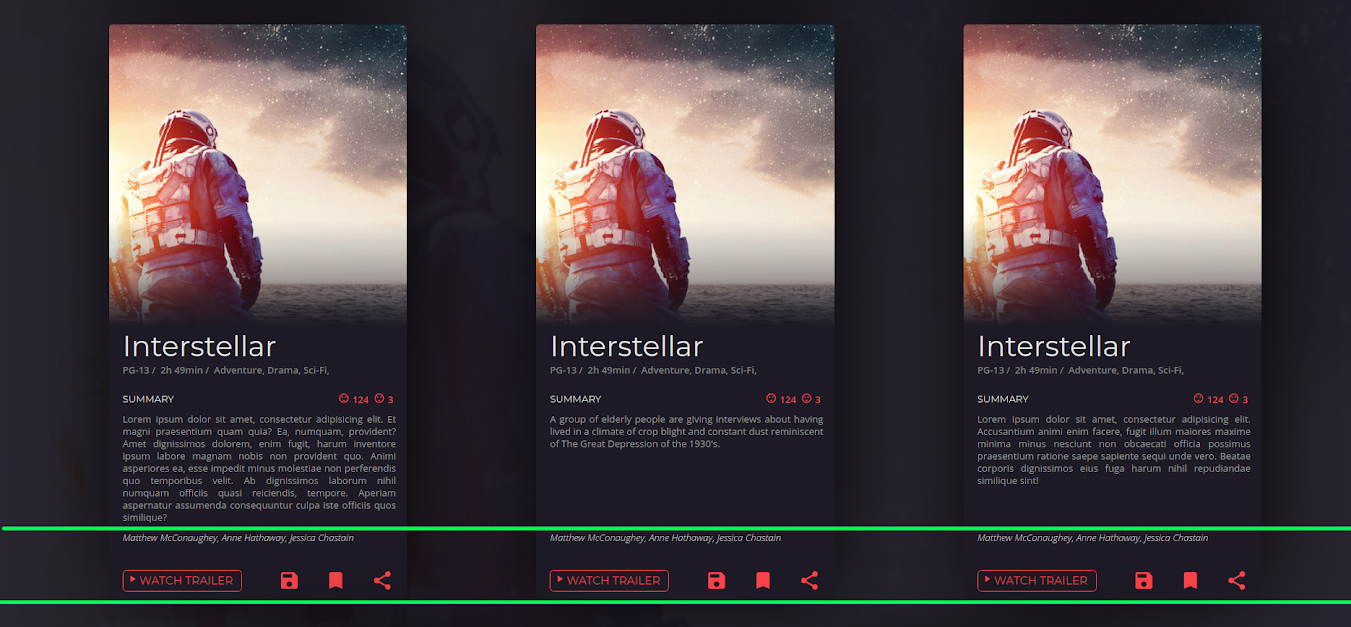 Interstellar
PG-13 / 2h 49min / Adventure, Drama, Sci-Fi,
SUMMARY 124 3
Lorem ipsum dolor sit amet, consectetur adipisicing elit. Et
magni praesentium quam quia? Ea, numquam, provident?
Amet dignissimos dolorem, enim fugit, harum inventore
ipsum labore magnam nobis non provident quo. Animi
asperiores ea, esse impedit minus molestiae non perferendis
quo temporibus velit. Ab dignissimos laborum nihil
numquam officiis quasi reiciendis, tempore. Aperiam
aspernatur assumenda consequuntur culpa iste officiis quos
similique?
Matthew McConaughey, Anne Hathaway, Jessica Chastain
WATCH TRAILER
Interstellar
PG-13 / 2h 49min / Adventure, Drama, Sci-Fi,
SUMMARY 124 3
A group of elderly people are giving interviews about having
lived in a climate of crop blight and constant dust reminiscent
of The Great Depression of the 1930's.
Matthew McConaughey, Anne Hathaway, Jessica Chastain
WATCH TRAILER
Interstellar
PG-13 / 2h 49min / Adventure, Drama, Sci-Fi,
SUMMARY 124 3
Lorem ipsum dolor sit amet, consectetur adipisicing elit.
Accusantium animi enim facere, fugit illum maiores maxime
minima minus nesciunt non obcaecati officia possimus
praesentium ratione saepe sapiente sequi unde vero. Beatae
corporis dignissimos eius fuga harum nihil repudiandae
similique sint!
Matthew McConaughey, Anne Hathaway, Jessica Chastain
WATCH TRAILER